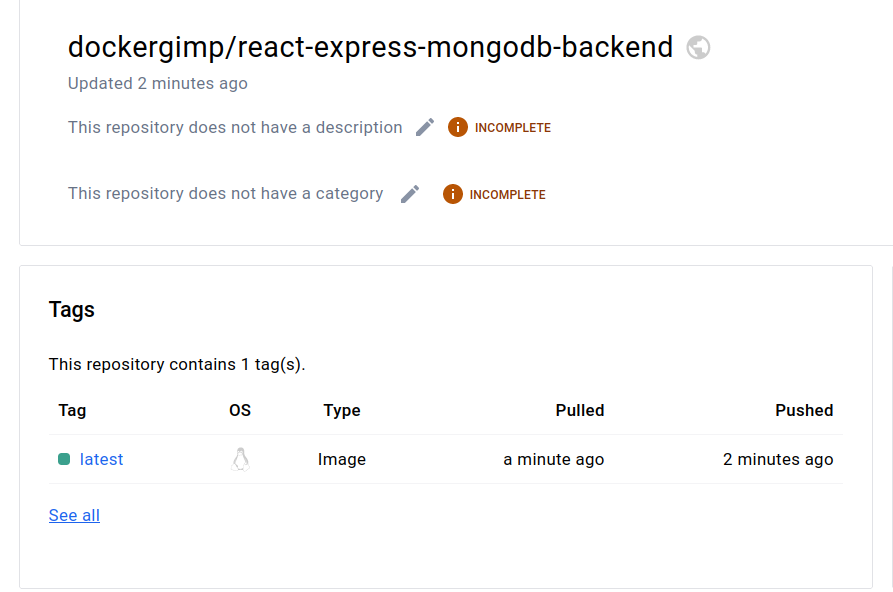 dockergimp/react-express-mongodb-backend
Updated 2 minutes ago
This repository does not have a description INCOMPLETE
This repository does not have a category INCOMPLETE
Tags
This repository contains 1 tag(s).
Tag OS Type Pulled Pushed
latest Image a minute ago 2 minutes ago
See all